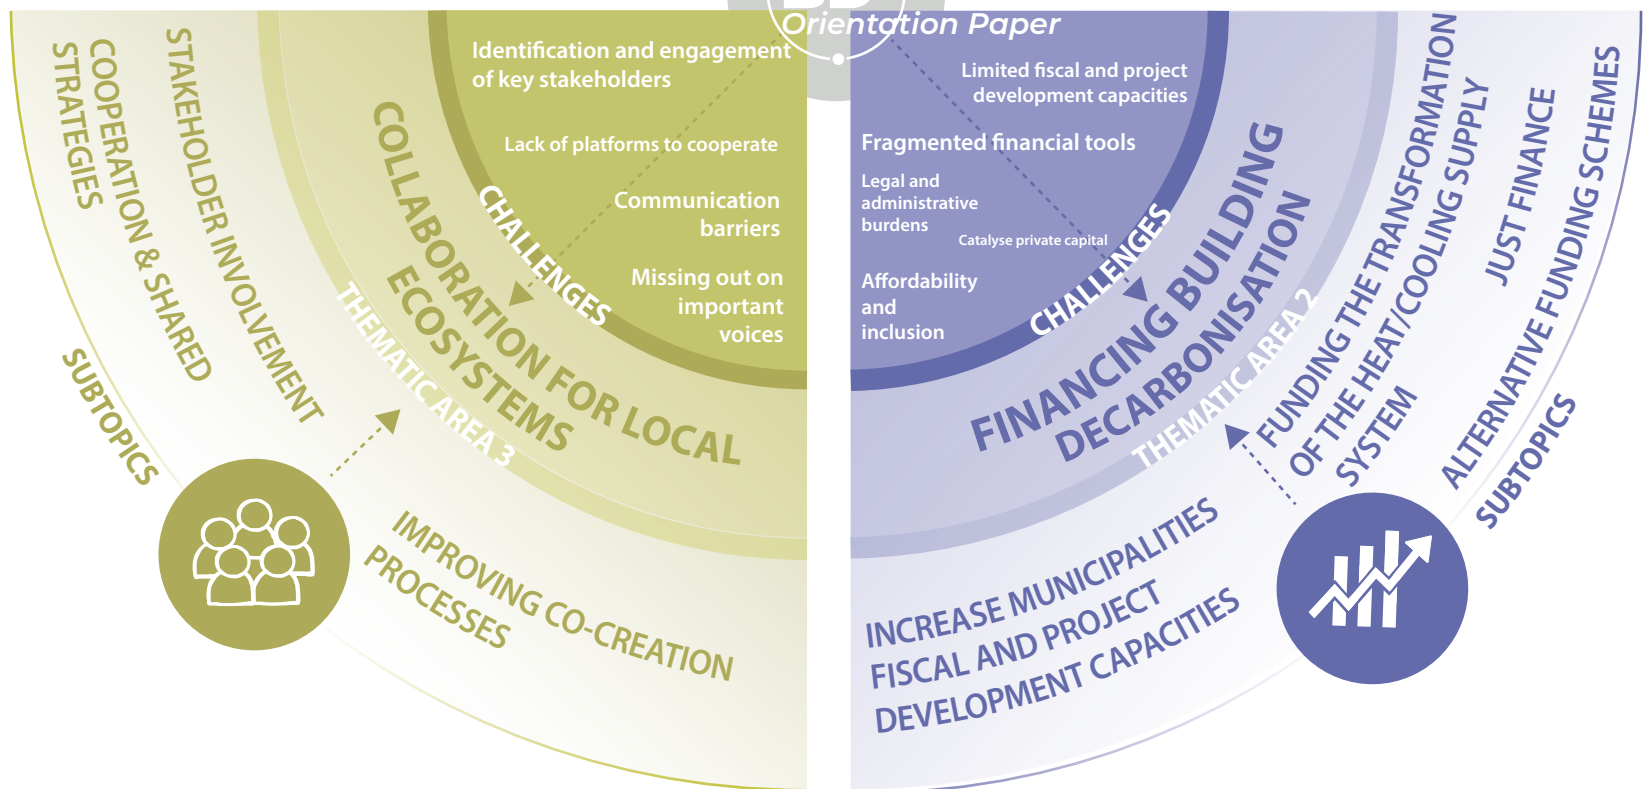 Orientation Paper
Identification and engagement
of key stakeholders
Lack of platforms to cooperate
Communication
barriers
Missing out on
important
voices
CHALLENGES
COLLABORATION FOR LOCAL
ECOSYSTEMS
THEMATIC AREA 3
STAKEHOLDER INVOLVEMENT
COOPERATION & SHARED
STRATEGIES
IMPROVING CO-CREATION
PROCESSES
SUBTOPICS
Limited fiscal and project
development capacities
Fragmented financial tools
Legal and
administrative
burdens
Catalyse private capital
Affordability
and
inclusion
CHALLENGES
FINANCING BUILDING
DECARBONISATION
THEMATIC AREA 2
FUNDING THE TRANSFORMATION
OF THE HEAT/COOLING SUPPLY
SYSTEM
JUST FINANCE
ALTERNATIVE FUNDING SCHEMES
INCREASE MUNICIPALITIES
FISCAL AND PROJECT
DEVELOPMENT CAPACITIES
SUBTOPICS